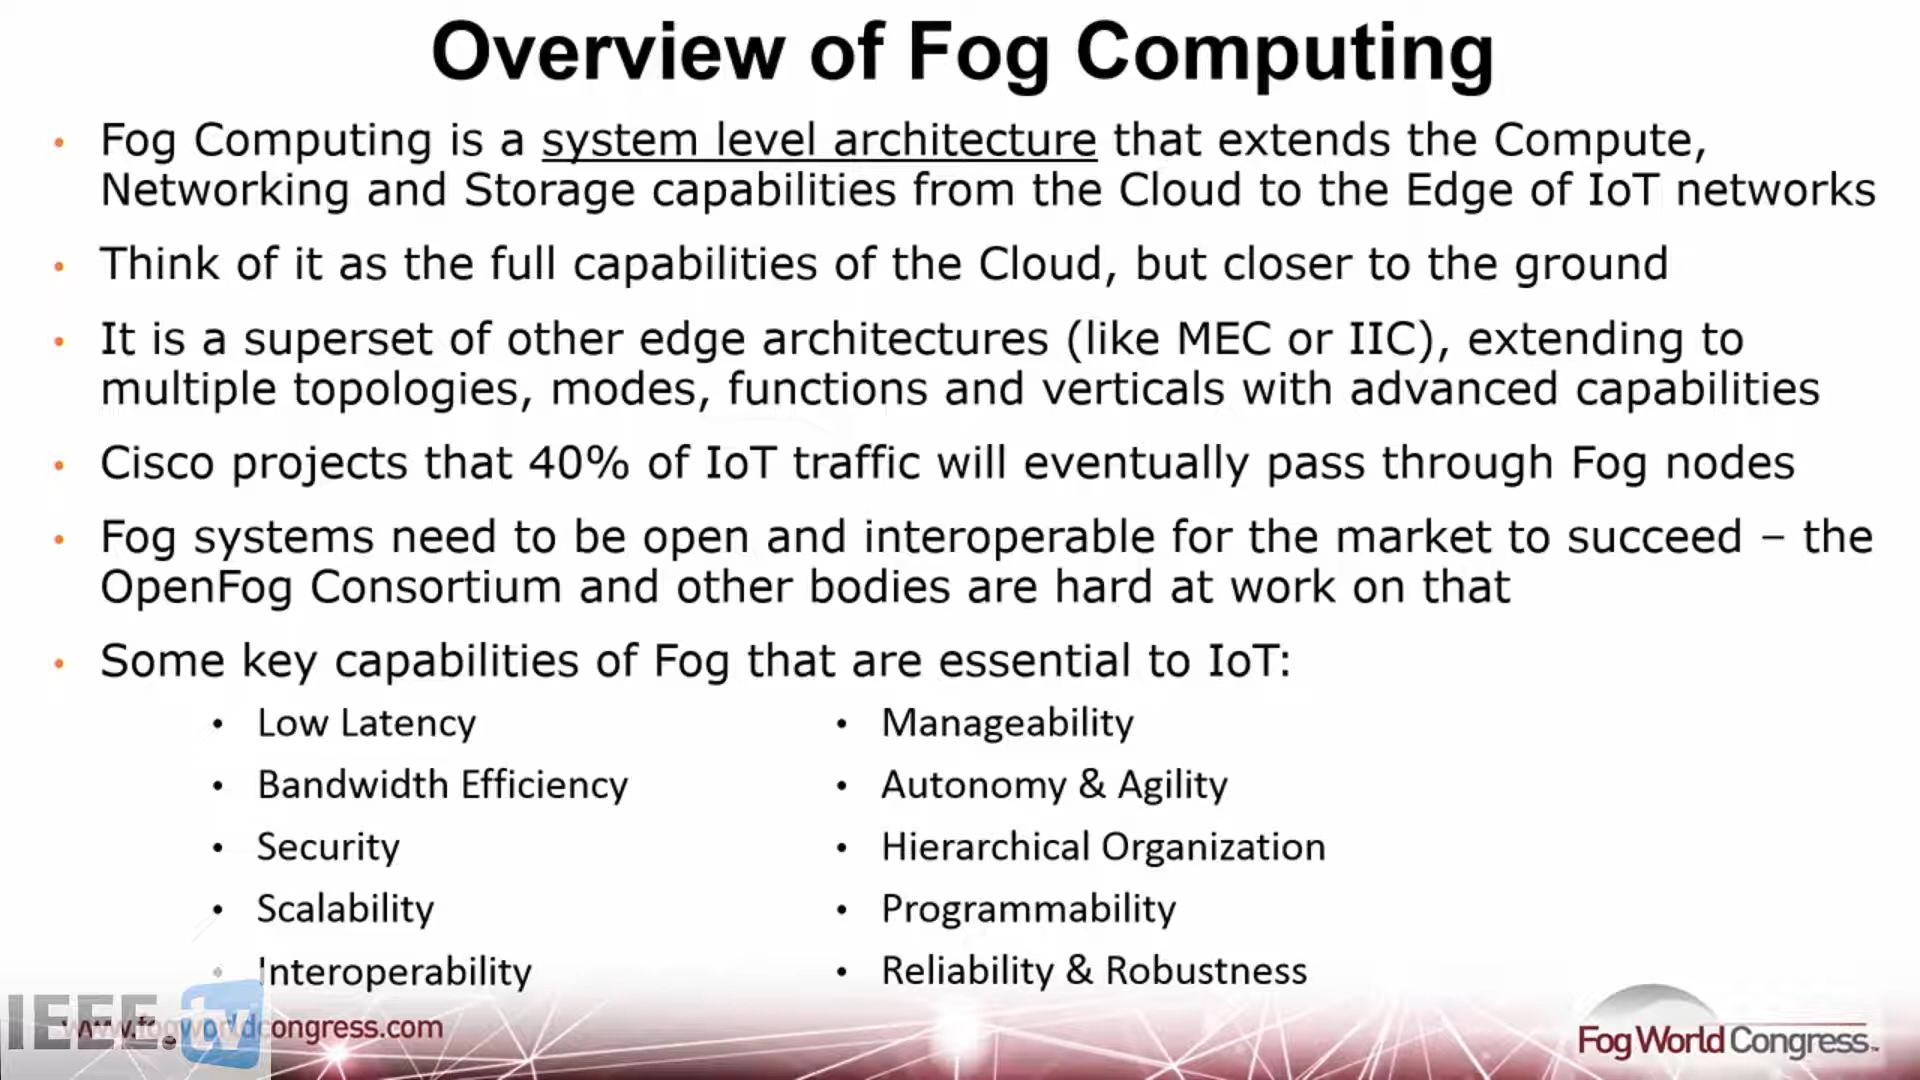 Overview of Fog Computing
• Fog Computing is a system level architecture that extends the Compute,
Networking and Storage capabilities from the Cloud to the Edge of IoT networks
• Think of it as the full capabilities of the Cloud, but closer to the ground
• It is a superset of other edge architectures (like MEC or IIC), extending to
multiple topologies, modes, functions and verticals with advanced capabilities
• Cisco projects that 40% of IoT traffic will eventually pass through Fog nodes
• Fog systems need to be open and interoperable for the market to succeed – the
OpenFog Consortium and other bodies are hard at work on that
• Some key capabilities of Fog that are essential to IoT:
• Low Latency
• Bandwidth Efficiency
• Security
• Scalability
• Interoperability
• Manageability
• Autonomy & Agility
• Hierarchical Organization
• Programmability
• Reliability & Robustness
IEEE.tv
www.fogworldcongress.com
Fog World Congress™